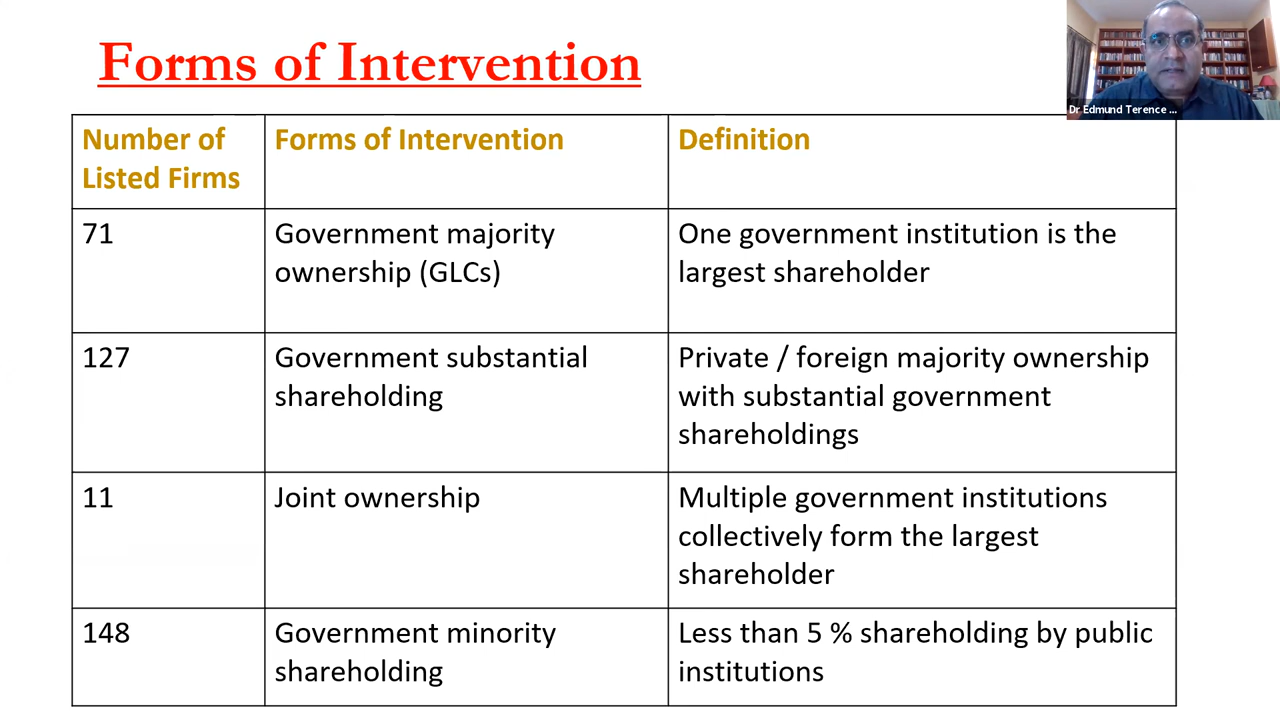 Forms of Intervention
Dr Edmund Terence ...
Number of
Listed Firms
Forms of Intervention
Definition
71
Government majority
ownership (GLCs)
One government institution is the
largest shareholder
127
Government substantial
shareholding
Private / foreign majority ownership
with substantial government
shareholdings
11
Joint ownership
Multiple government institutions
collectively form the largest
shareholder
148
Government minority
shareholding
Less than 5 % shareholding by public
institutions